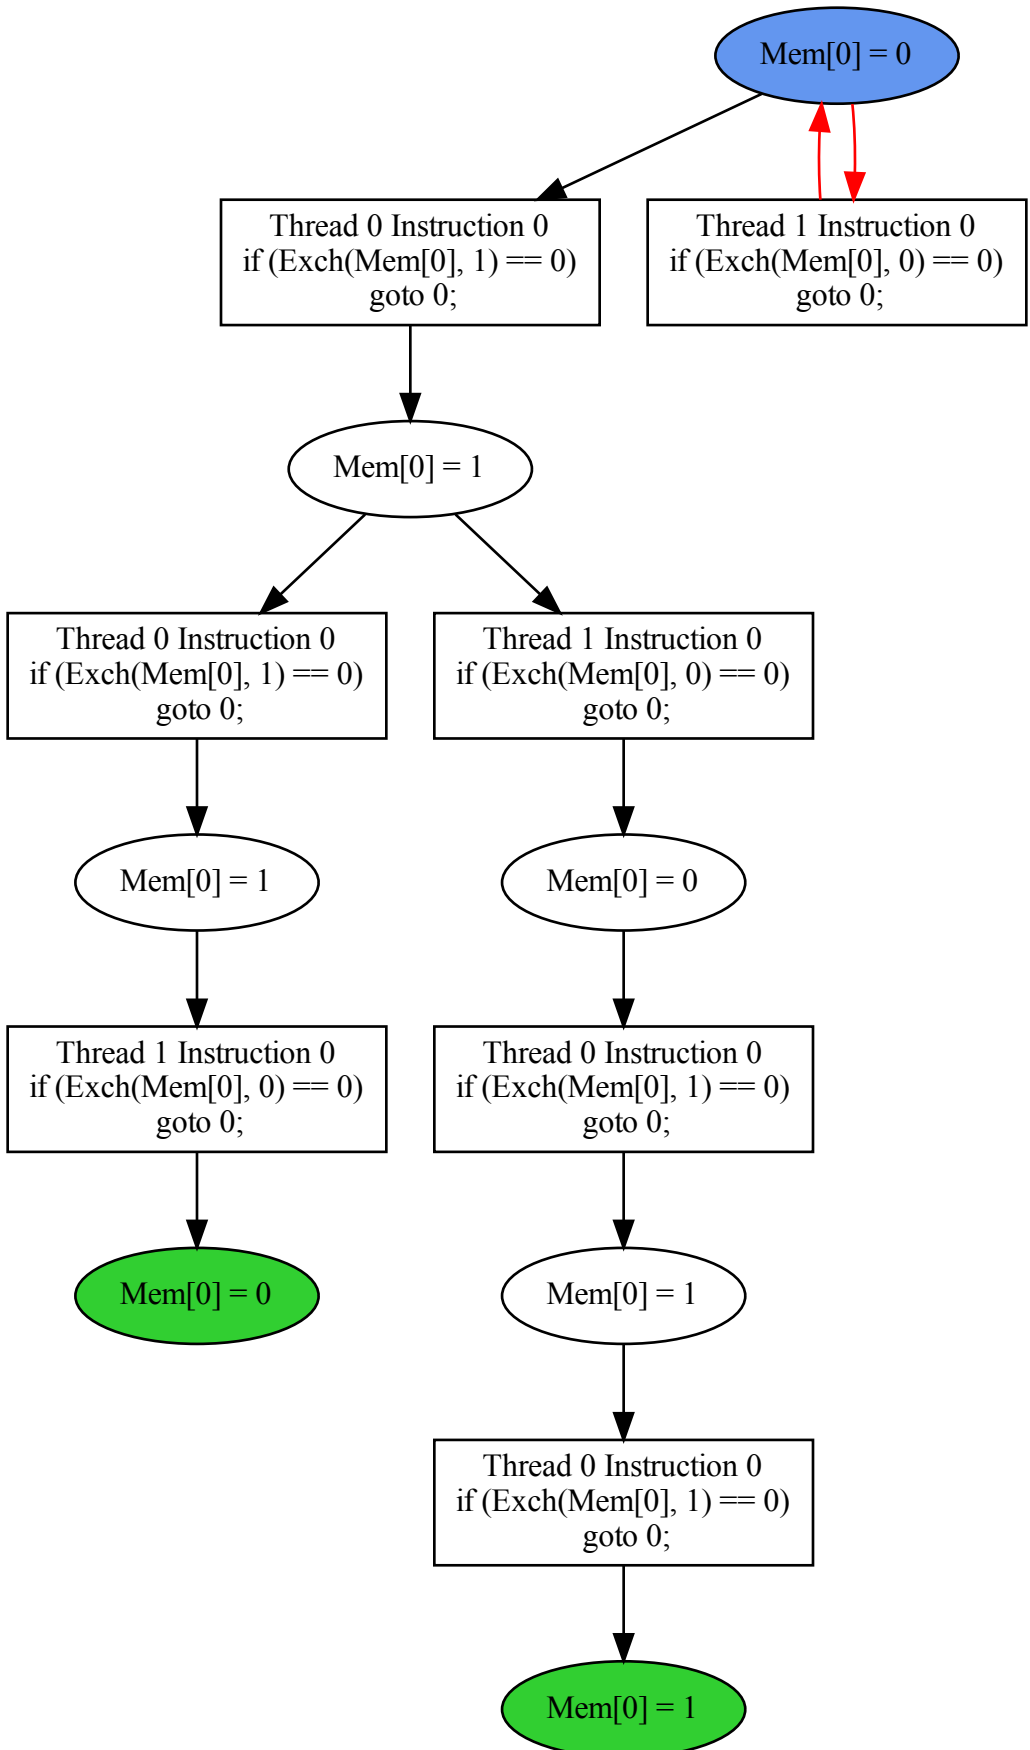 Mem[0] = 0
Thread 0 Instruction 0
if (Exch(Mem[0], 1) == 0)
goto 0;
Thread 1 Instruction 0
if (Exch(Mem[0], 0) == 0)
goto 0;
Mem[0] = 1
Thread 0 Instruction 0
if (Exch(Mem[0], 1) == 0)
goto 0;
Thread 1 Instruction 0
if (Exch(Mem[0], 0) == 0)
goto 0;
Mem[0] = 1
Mem[0] = 0
Thread 1 Instruction 0
if (Exch(Mem[0], 0) == 0)
goto 0;
Thread 0 Instruction 0
if (Exch(Mem[0], 1) == 0)
goto 0;
Mem[0] = 0
Mem[0] = 1
Thread 0 Instruction 0
if (Exch(Mem[0], 1) == 0)
goto 0;
Mem[0] = 1